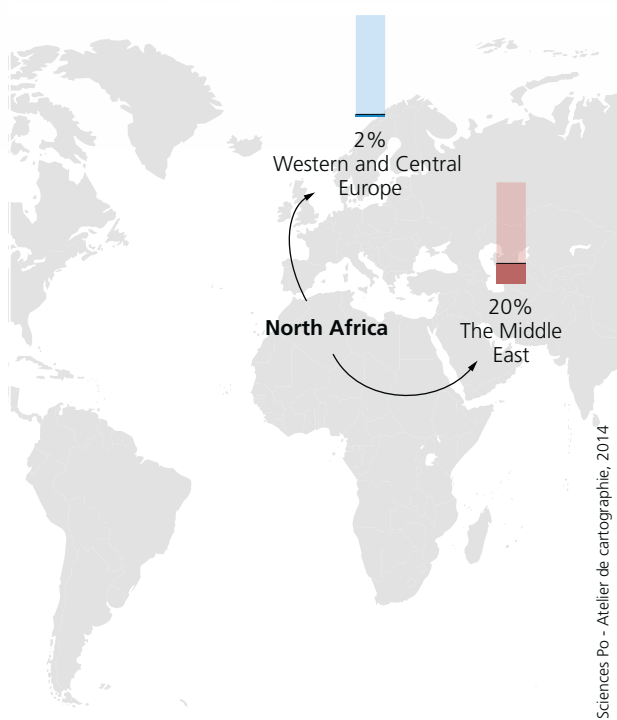 2%
Western and Central
Europe
20%
The Middle
East
North Africa
Sciences Po - Atelier de cartographie, 2014